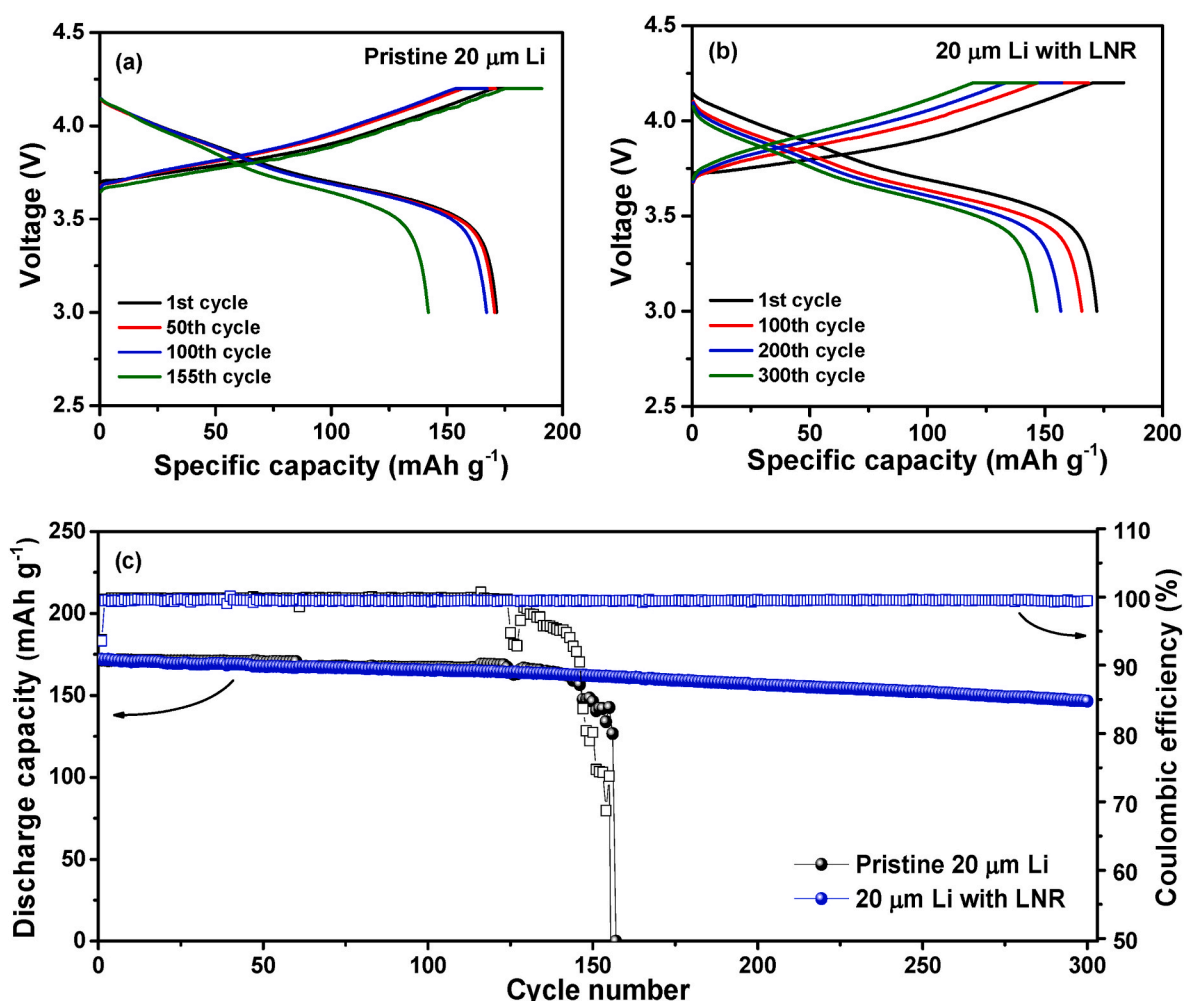 (a)
Pristine 20 μm Li
4.5
4.0
3.5
3.0
2.5
Voltage (V)
1st cycle
50th cycle
100th cycle
155th cycle
0 50 100 150 200
Specific capacity (mAh g⁻¹)
(b)
20 μm Li with LNR
4.5
4.0
3.5
3.0
2.5
Voltage (V)
1st cycle
100th cycle
200th cycle
300th cycle
0 50 100 150 200
Specific capacity (mAh g⁻¹)
(c)
250
200
150
100
50
0
Discharge capacity (mAh g⁻¹)
110
100
90
80
70
60
50
Coulombic efficiency (%)
Pristine 20 μm Li
20 μm Li with LNR
0 50 100 150 200 250 300
Cycle number